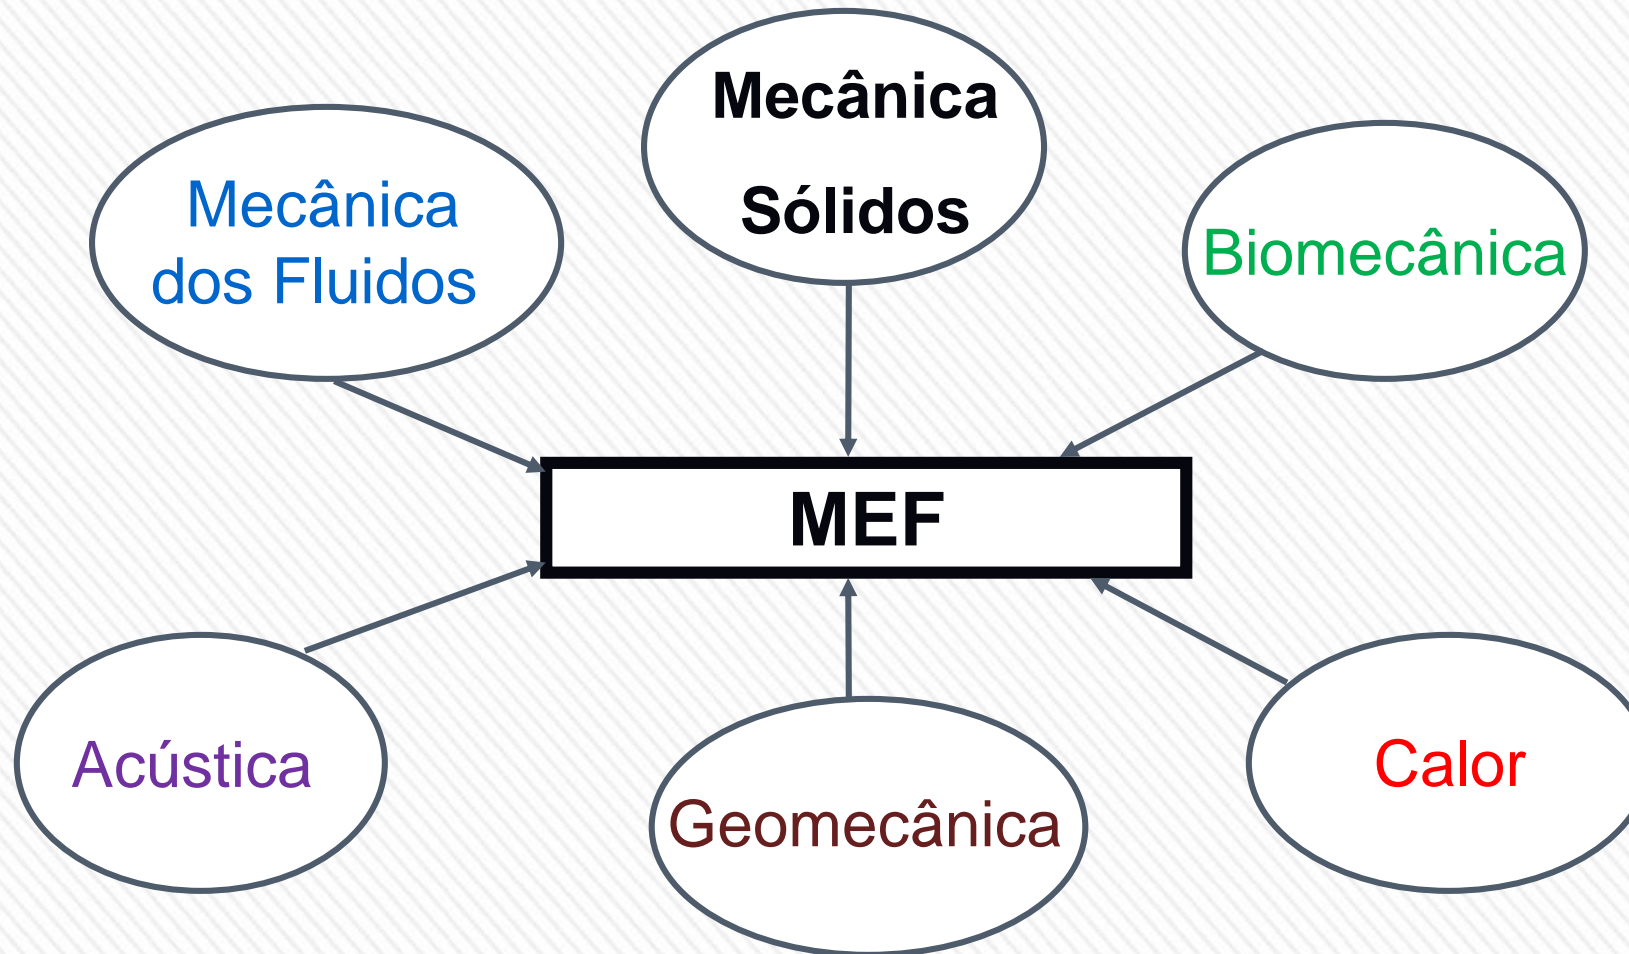 Mecânica
Sólidos
Mecânica
dos Fluidos
Biomecânica
MEF
Acústica
Geomecânica
Calor